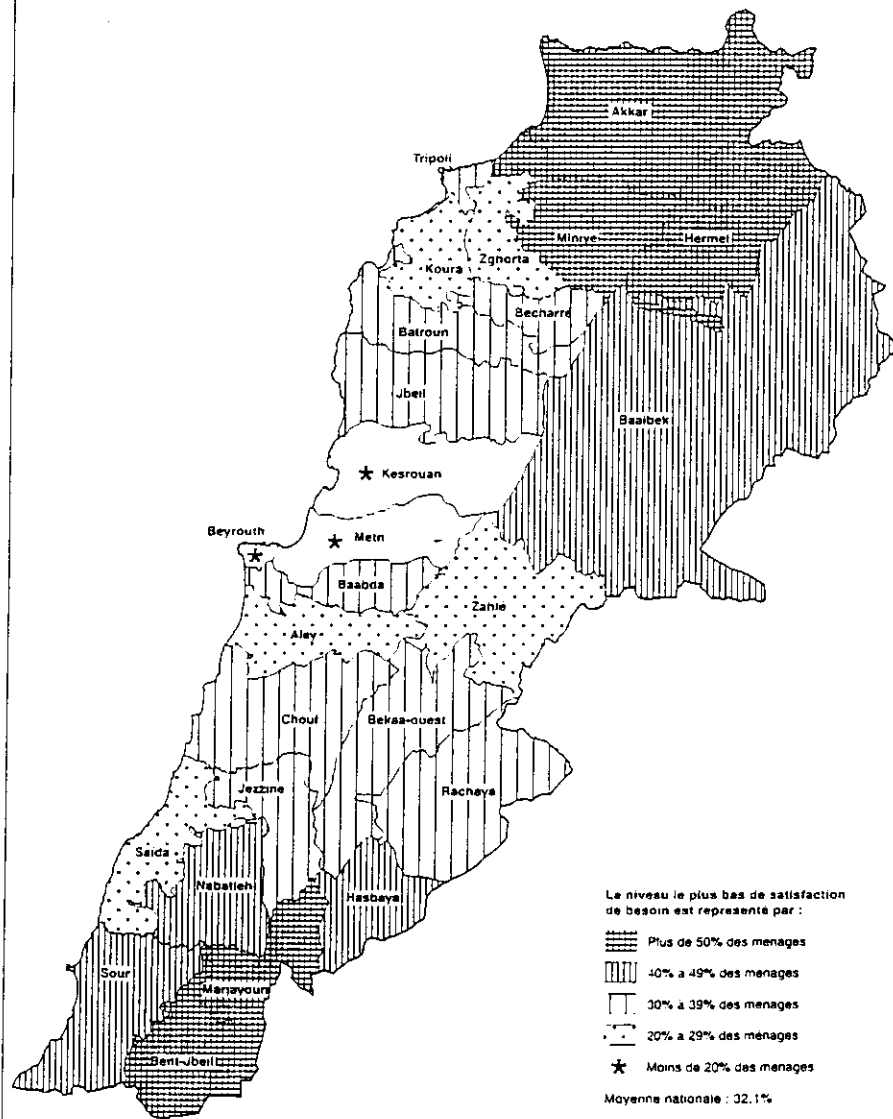 Akkar
Tripoli
Miniye
Hermel
Zghorta
Koura
Becharre
Batroun
Jbeil
Baalbek
Kesrouan
Beyrouth
Metn
Baabda
Zahle
Aley
Chouf
Bekaa-ouest
Jezzine
Rachaya
Saida
Nabatieh
Hasbaya
Sour
Marjayoun
Bent-Jbeil
Le niveau le plus bas de satisfaction
de besoin est représenté par :
Plus de 50% des menages
40% a 49% des menages
30% à 39% des menages
20% a 29% des ménages
Moins de 20% des menages
Moyenne nationale : 32.1%